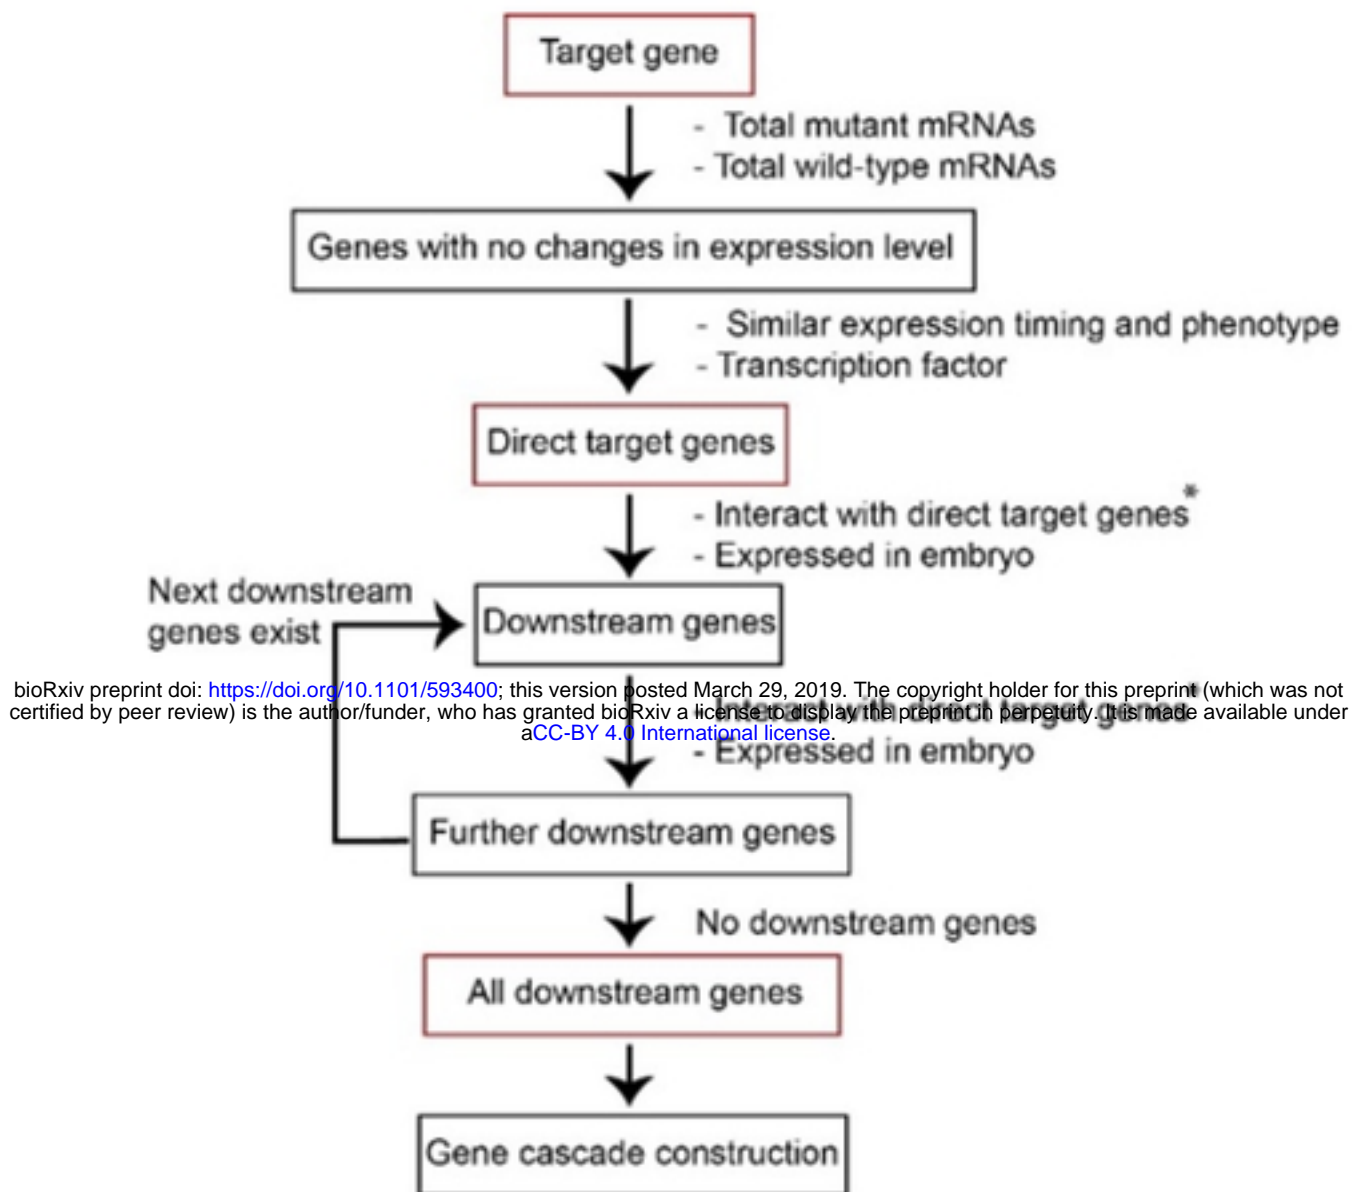 Target gene
- Total mutant mRNAs
- Total wild-type mRNAs
Genes with no changes in expression level
- Similar expression timing and phenotype
- Transcription factor
Direct target genes
- Interact with direct target genes*
- Expressed in embryo
Next downstream
genes exist
Downstream genes
bioRxiv preprint doi: https://doi.org/10.1101/593400; this version posted March 29, 2019. The copyright holder for this preprint (which was not
certified by peer review) is the author/funder, who has granted bioRxiv a license to display the preprint in perpetuity. It is made available under
aCC-BY 4.0 International license.
- Interact with direct target genes*
- Expressed in embryo
Further downstream genes
No downstream genes
All downstream genes
Gene cascade construction